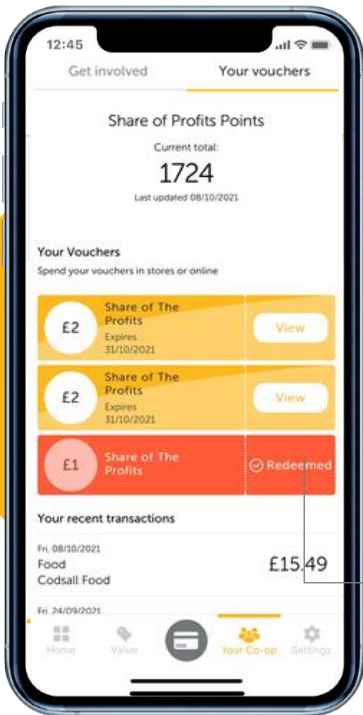 12:45
Get involved
Your vouchers
Share of Profits Points
Current total:
1724
Last updated 08/10/2021
Your Vouchers
Spend your vouchers in stores or online
£2
Share of The
Profits
Expires
31/10/2021
View
£2
Share of The
Profits
Expires
31/10/2021
View
£1
Share of The
Profits
Redeemed
Your recent transactions
Fri, 08/10/2021
Food
Codsall Food
£15.49
Fri, 24/09/2021
Home
Value
Your Co-op
Settings